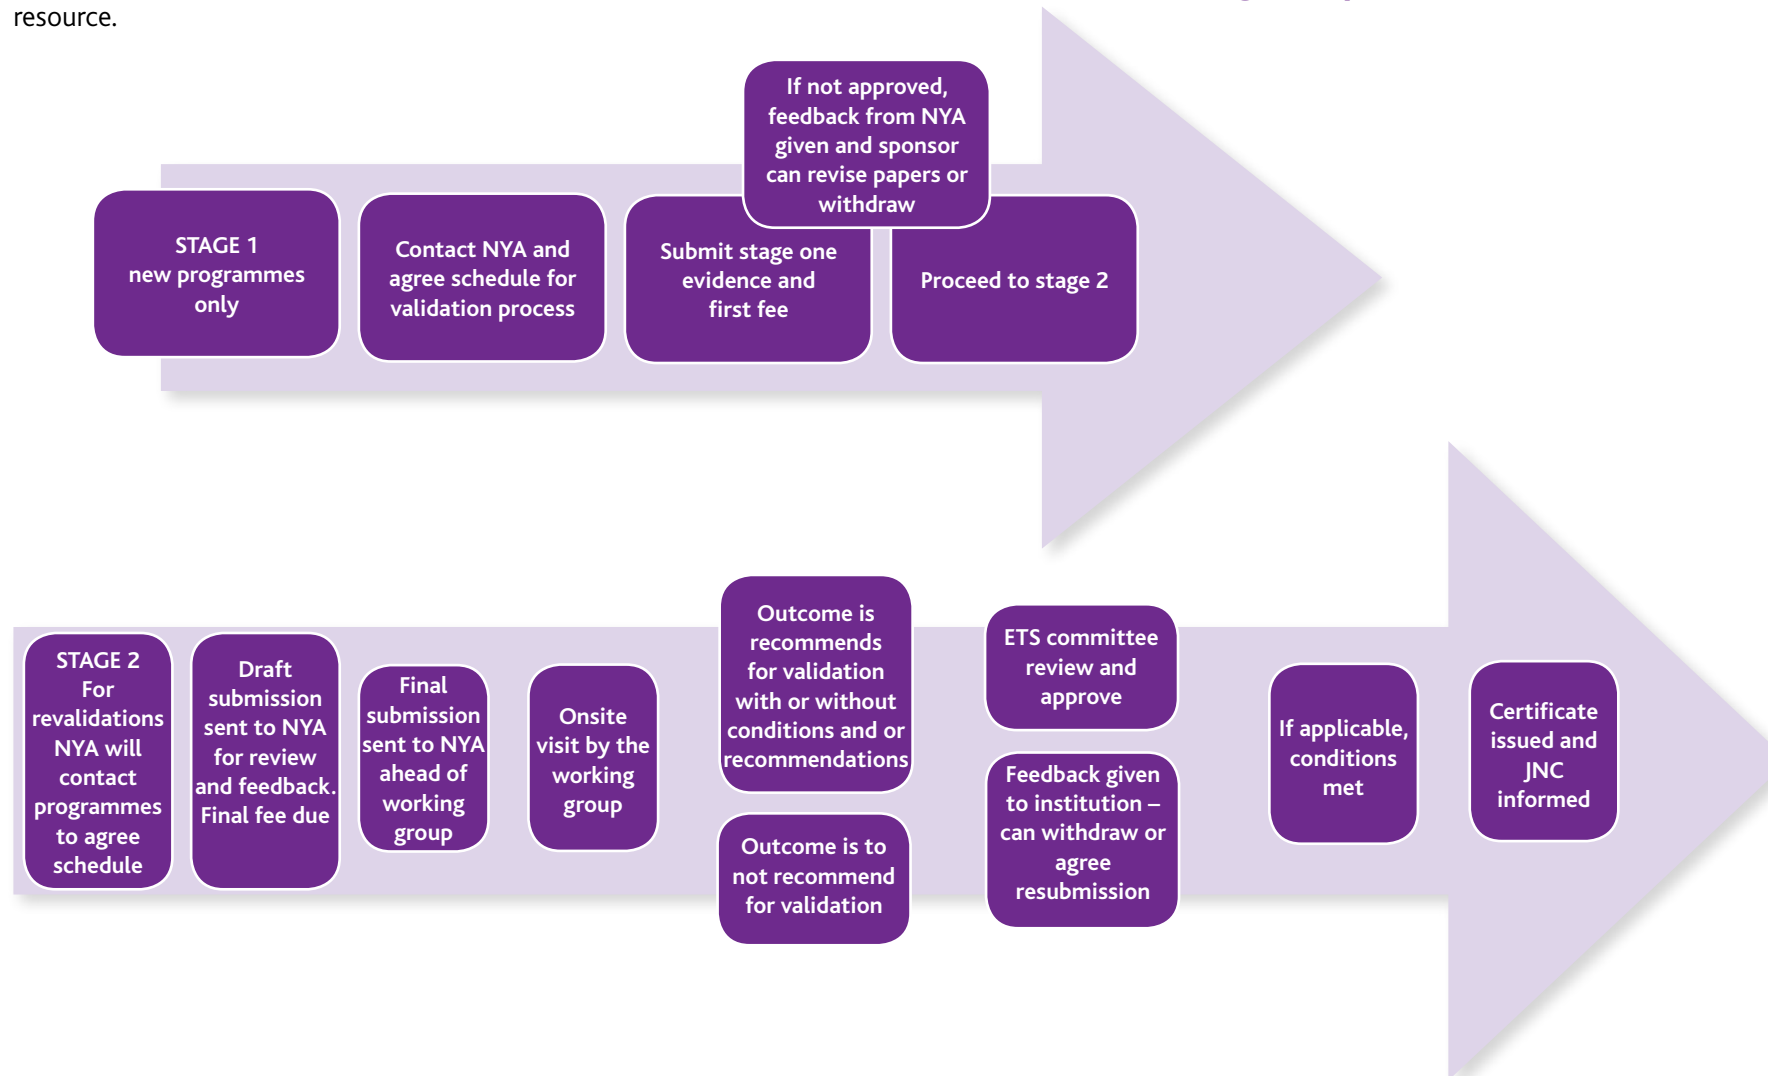 resource.
If not approved,
feedback from NYA
given and sponsor
can revise papers or
withdraw
STAGE 1
new programmes
only
Contact NYA and
agree schedule for
validation process
Submit stage one
evidence and
first fee
Proceed to stage 2
STAGE 2
For
revalidations
NYA will
contact
programmes
to agree
schedule
Draft
submission
sent to NYA
for review
and feedback.
Final fee due
Final
submission
sent to NYA
ahead of
working
group
Onsite
visit by the
working
group
Outcome is
recommends
for validation
with or without
conditions and or
recommendations
Outcome is to
not recommend
for validation
ETS committee
review and
approve
Feedback given
to institution –
can withdraw or
agree
resubmission
If applicable,
conditions
met
Certificate
issued and
JNC
informed